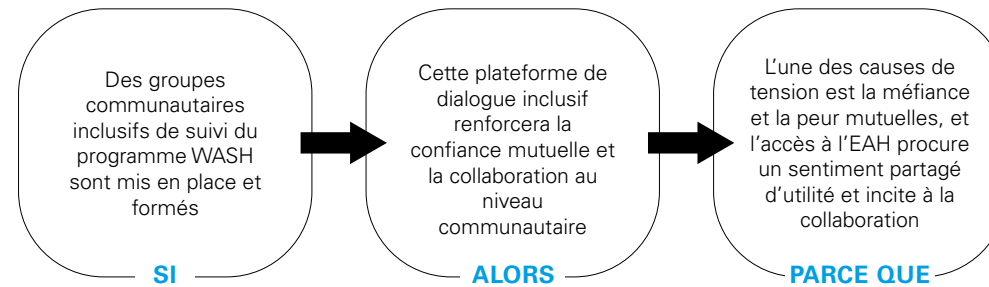 Des groupes
communautaires
inclusifs de suivi du
programme WASH
sont mis en place et
formés
SI
Cette plateforme de
dialogue inclusif
renforcera la
confiance mutuelle et
la collaboration au
niveau
communautaire
ALORS
L’une des causes de
tension est la méfiance
et la peur mutuelles, et
l’accès à l’EAH procure
un sentiment partagé
d’utilité et incite à la
collaboration
PARCE QUE